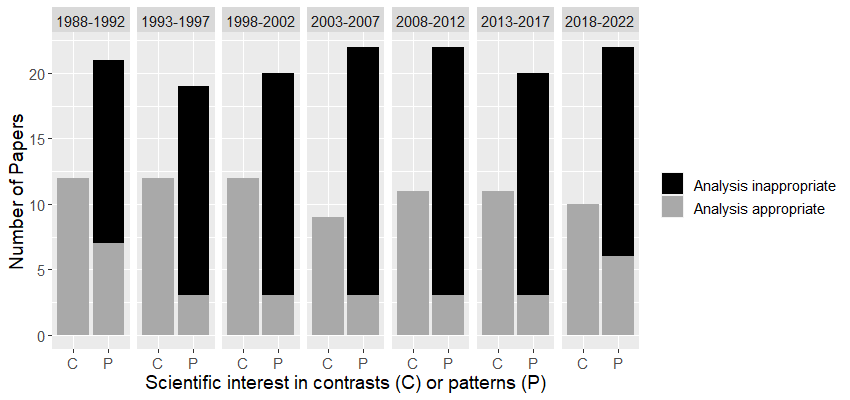 1988-1992 1993-1997 1998-2002 2003-2007 2008-2012 2013-2017 2018-2022
20
15
10
5
0
Number of Papers
C P C P C P C P C P C P C P
Scientific interest in contrasts (C) or patterns (P)
Analysis inappropriate
Analysis appropriate